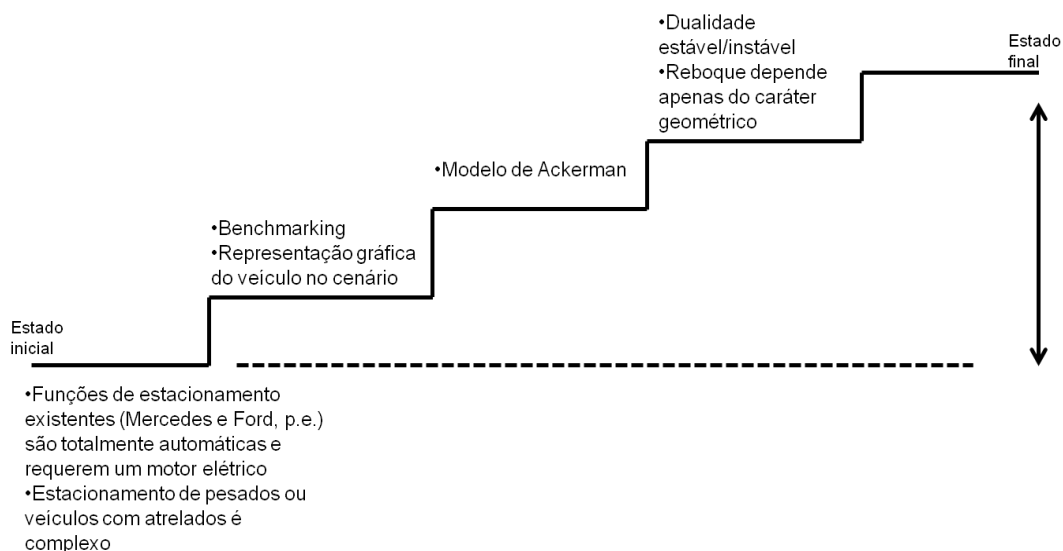 Estado
inicial
•Funções de estacionamento
existentes (Mercedes e Ford, p.e.)
são totalmente automáticas e
requerem um motor elétrico
•Estacionamento de pesados ou
veículos com atrelados é
complexo
•Benchmarking
•Representação gráfica
do veículo no cenário
•Modelo de Ackerman
•Dualidade
estável/instável
•Reboque depende
apenas do caráter
geométrico
Estado
final